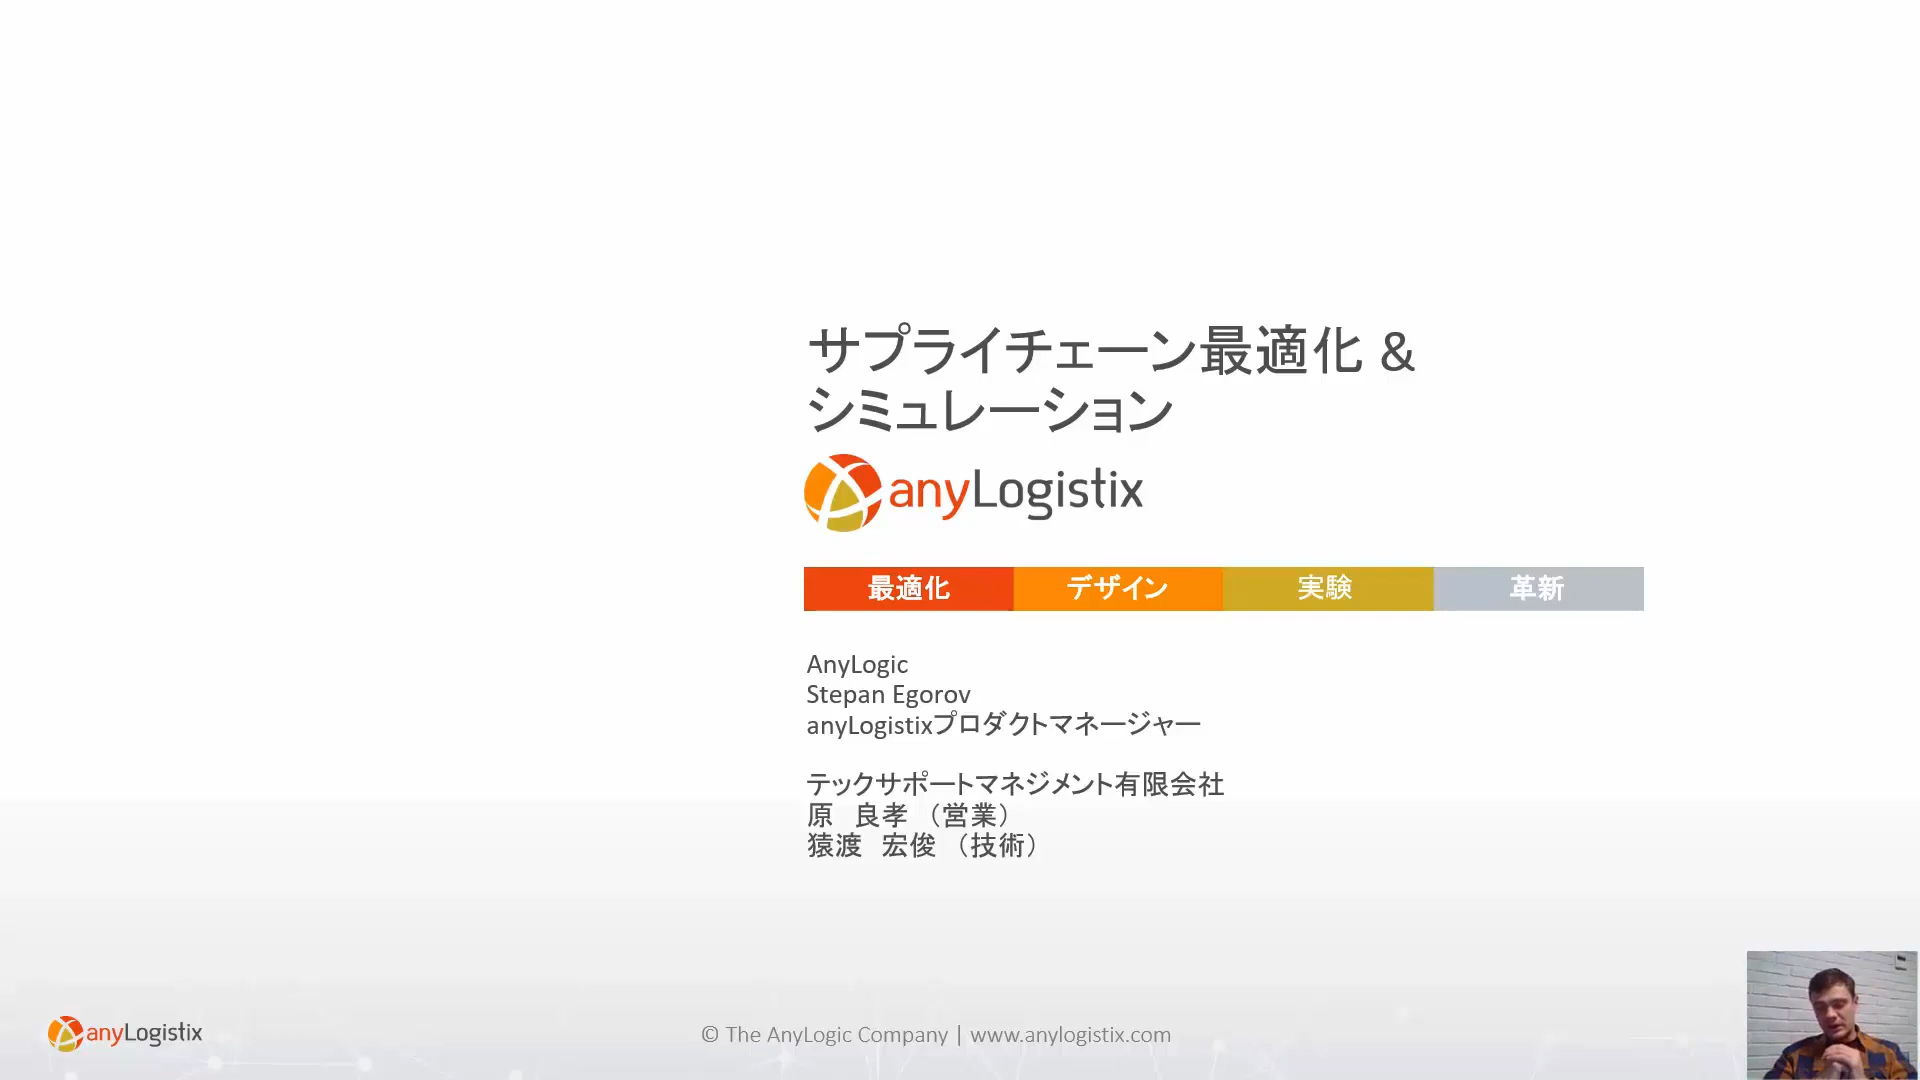 サプライチェーン最適化 &
シミュレーション
anyLogistix
最適化 デザイン 実験 革新
AnyLogic
Stepan Egorov
anyLogistixプロダクトマネージャー
テックサポートマネジメント有限会社
原　良孝 （営業）
猿渡　宏俊 （技術）
anyLogistix
© The AnyLogic Company | www.anylogistix.com